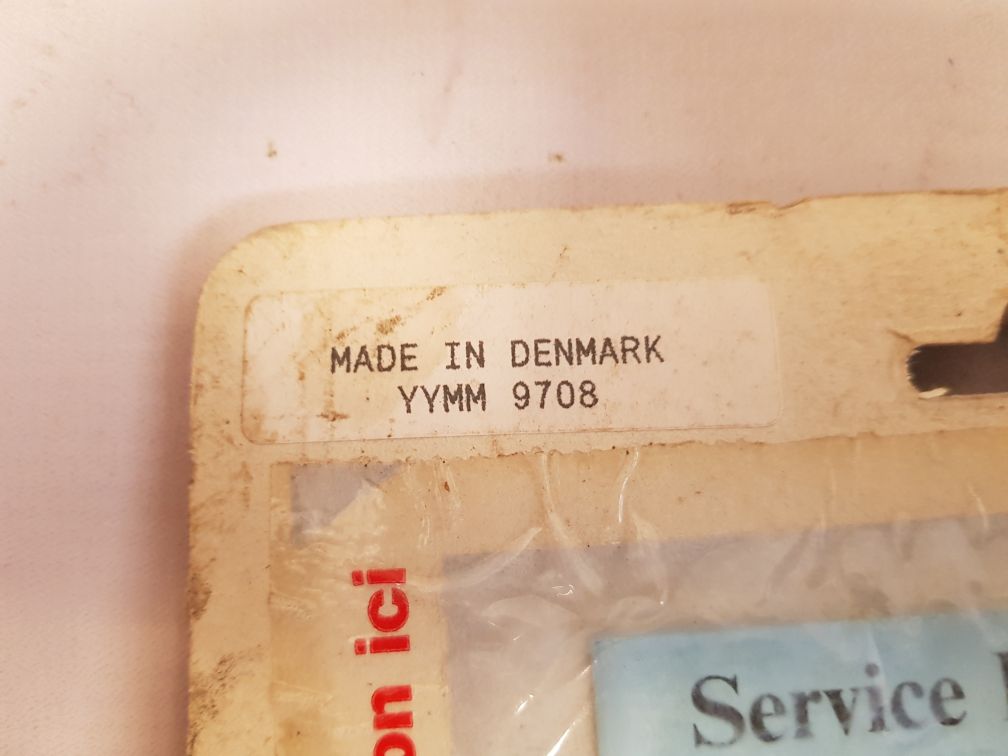 MADE IN DENMARK
YYMM 9708
ici
Service